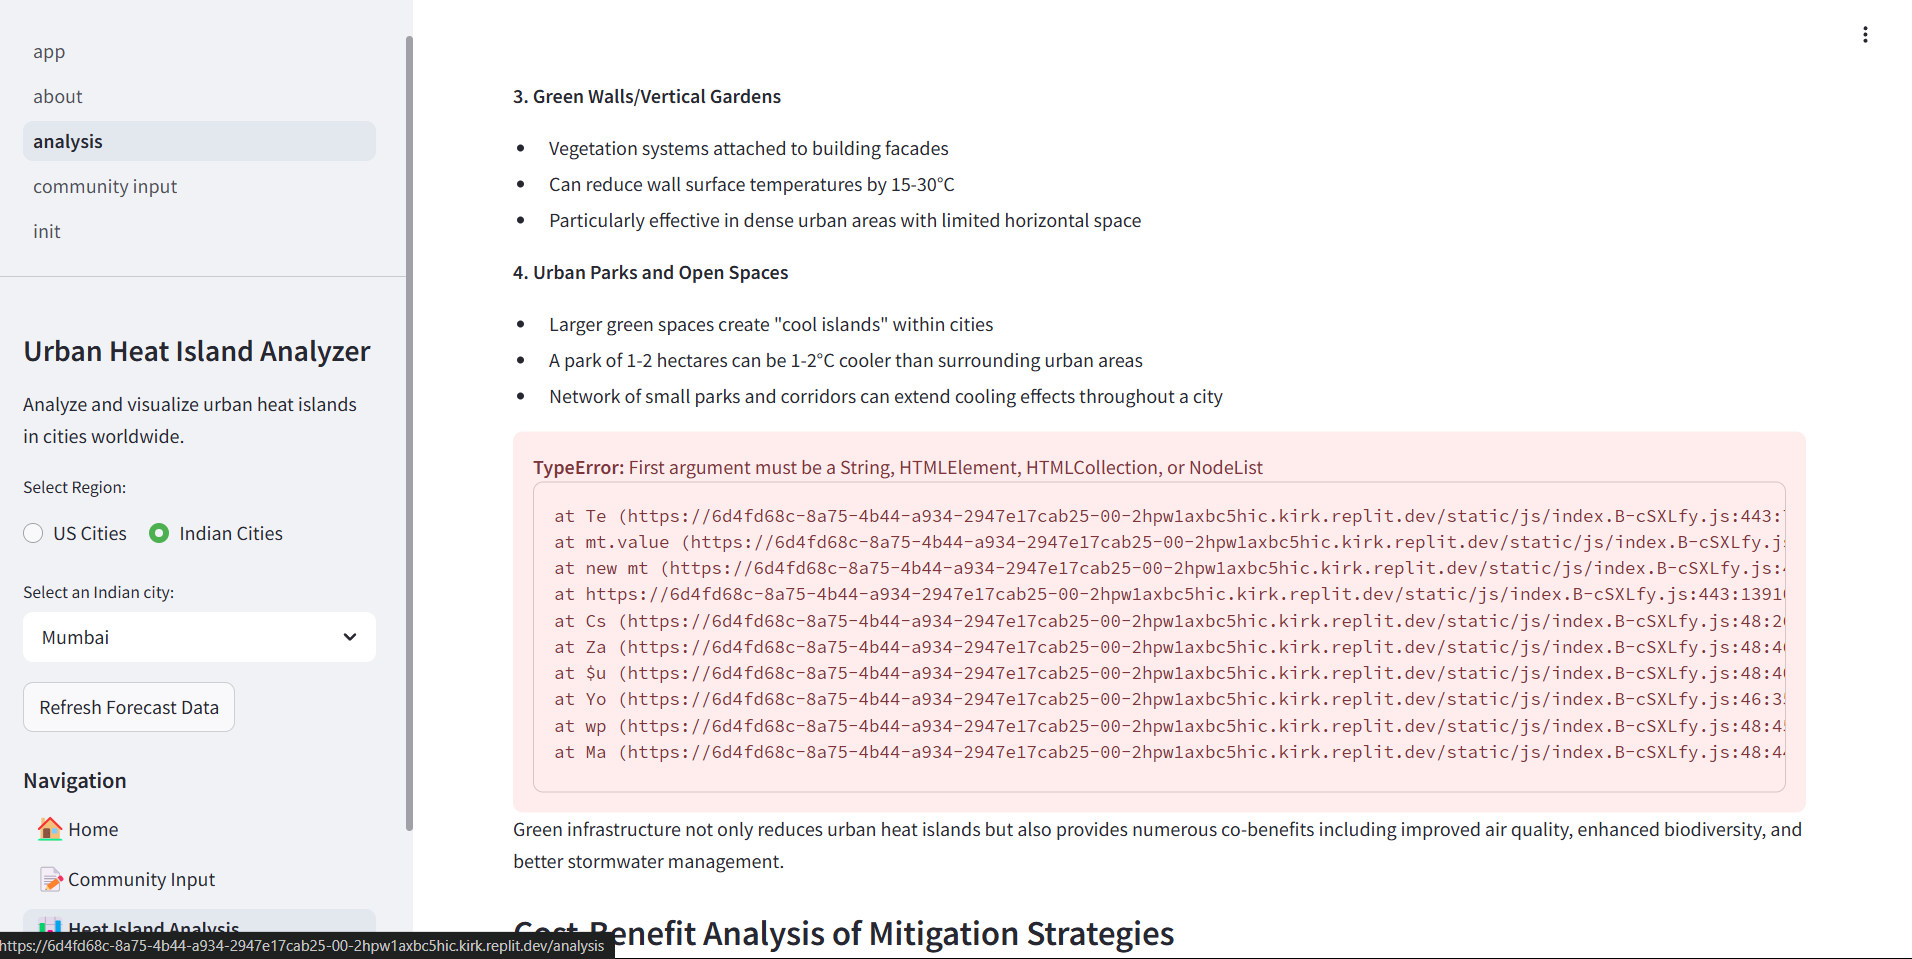 app
about
analysis
community input
init
Urban Heat Island Analyzer
Analyze and visualize urban heat islands
in cities worldwide.
Select Region:
US Cities
Indian Cities
Select an Indian city:
Mumbai
Refresh Forecast Data
Navigation
Home
Community Input
Heat Island Analysis
https://6d4fd68c-8a75-4b44-a934-2947e17cab25-00-2hpw1axbc5hic.kirk.replit.dev/analysis
3. Green Walls/Vertical Gardens
• Vegetation systems attached to building facades
• Can reduce wall surface temperatures by 15-30°C
• Particularly effective in dense urban areas with limited horizontal space
4. Urban Parks and Open Spaces
• Larger green spaces create "cool islands" within cities
• A park of 1-2 hectares can be 1-2°C cooler than surrounding urban areas
• Network of small parks and corridors can extend cooling effects throughout a city
TypeError: First argument must be a String, HTMLElement, HTMLCollection, or NodeList
at Te (https://6d4fd68c-8a75-4b44-a934-2947e17cab25-00-2hpw1axbc5hic.kirk.replit.dev/static/js/index.B-cSXLfy.js:443:
at mt.value (https://6d4fd68c-8a75-4b44-a934-2947e17cab25-00-2hpw1axbc5hic.kirk.replit.dev/static/js/index.B-cSXLfy.j
at new mt (https://6d4fd68c-8a75-4b44-a934-2947e17cab25-00-2hpw1axbc5hic.kirk.replit.dev/static/js/index.B-cSXLfy.js:
at https://6d4fd68c-8a75-4b44-a934-2947e17cab25-00-2hpw1axbc5hic.kirk.replit.dev/static/js/index.B-cSXLfy.js:443:1391
at Cs (https://6d4fd68c-8a75-4b44-a934-2947e17cab25-00-2hpw1axbc5hic.kirk.replit.dev/static/js/index.B-cSXLfy.js:48:2
at Za (https://6d4fd68c-8a75-4b44-a934-2947e17cab25-00-2hpw1axbc5hic.kirk.replit.dev/static/js/index.B-cSXLfy.js:48:4
at $u (https://6d4fd68c-8a75-4b44-a934-2947e17cab25-00-2hpw1axbc5hic.kirk.replit.dev/static/js/index.B-cSXLfy.js:48:4
at Yo (https://6d4fd68c-8a75-4b44-a934-2947e17cab25-00-2hpw1axbc5hic.kirk.replit.dev/static/js/index.B-cSXLfy.js:46:3
at wp (https://6d4fd68c-8a75-4b44-a934-2947e17cab25-00-2hpw1axbc5hic.kirk.replit.dev/static/js/index.B-cSXLfy.js:48:4
at Ma (https://6d4fd68c-8a75-4b44-a934-2947e17cab25-00-2hpw1axbc5hic.kirk.replit.dev/static/js/index.B-cSXLfy.js:48:4
Green infrastructure not only reduces urban heat islands but also provides numerous co-benefits including improved air quality, enhanced biodiversity, and
better stormwater management.
Cost-Benefit Analysis of Mitigation Strategies